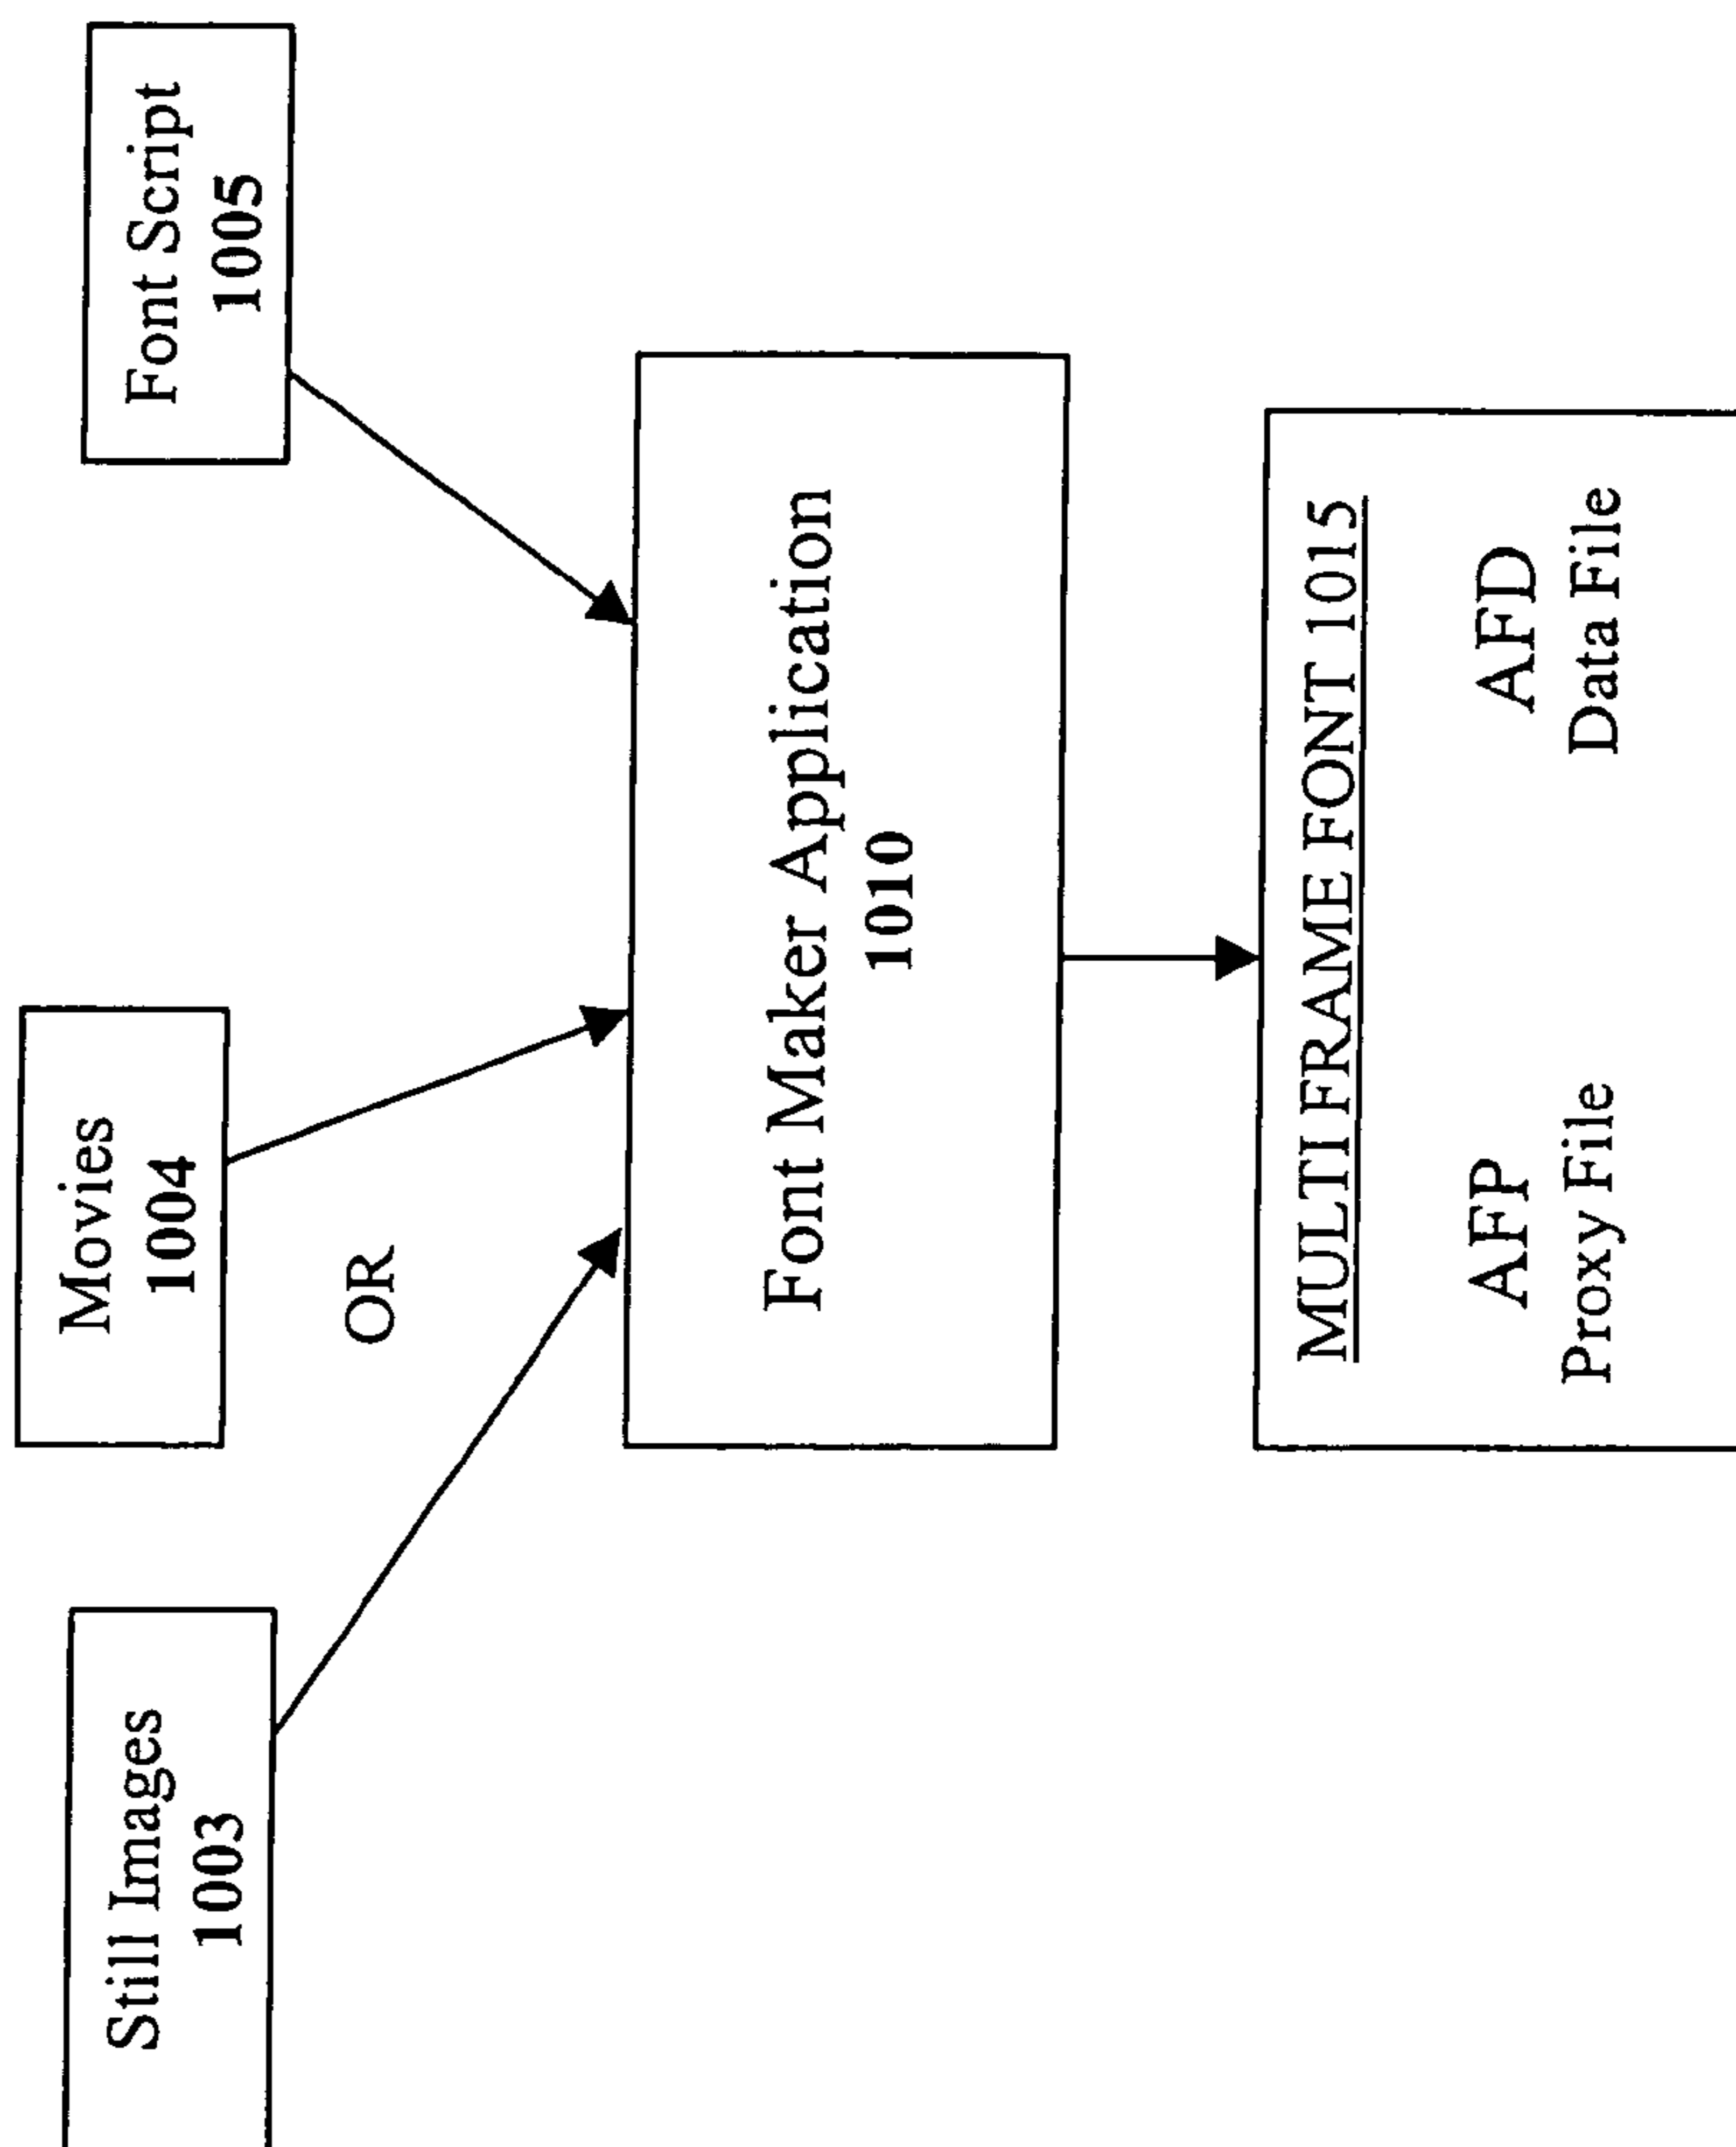 Still Images
1003
Movies
1004
OR
Font Script
1005
Font Maker Application
1010
MULTI FRAME FONT 1015
AFP
Proxy File
AFD
Data File